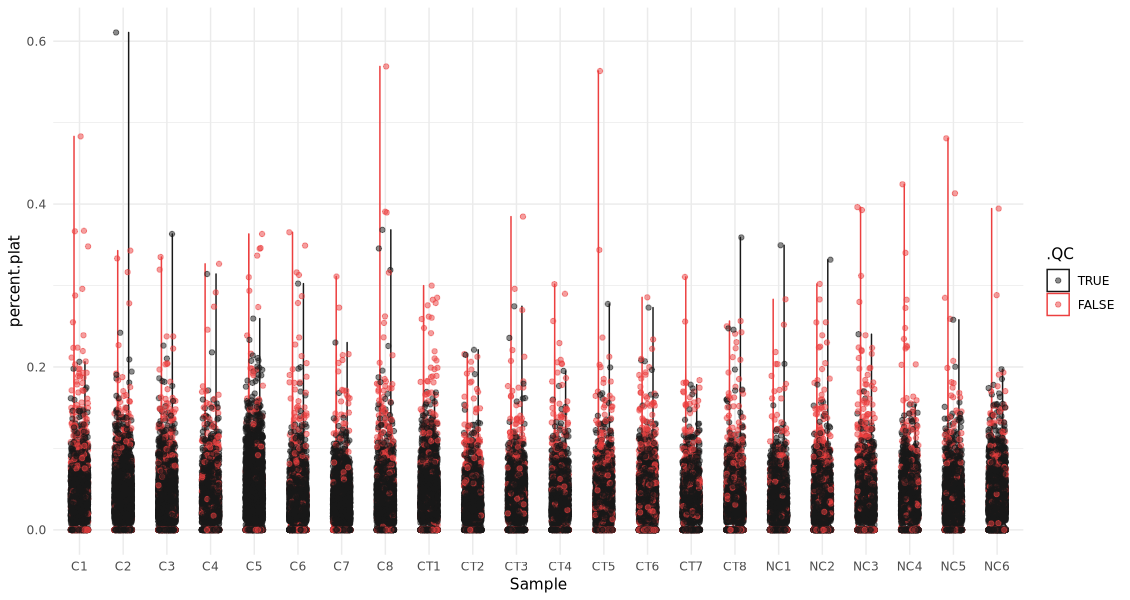 0.6
0.4
0.2
0.0
percent.plat
C1 C2 C3 C4 C5 C6 C7 C8 CT1 CT2 CT3 CT4 CT5 CT6 CT7 CT8 NC1 NC2 NC3 NC4 NC5 NC6
Sample
.QC
TRUE
FALSE